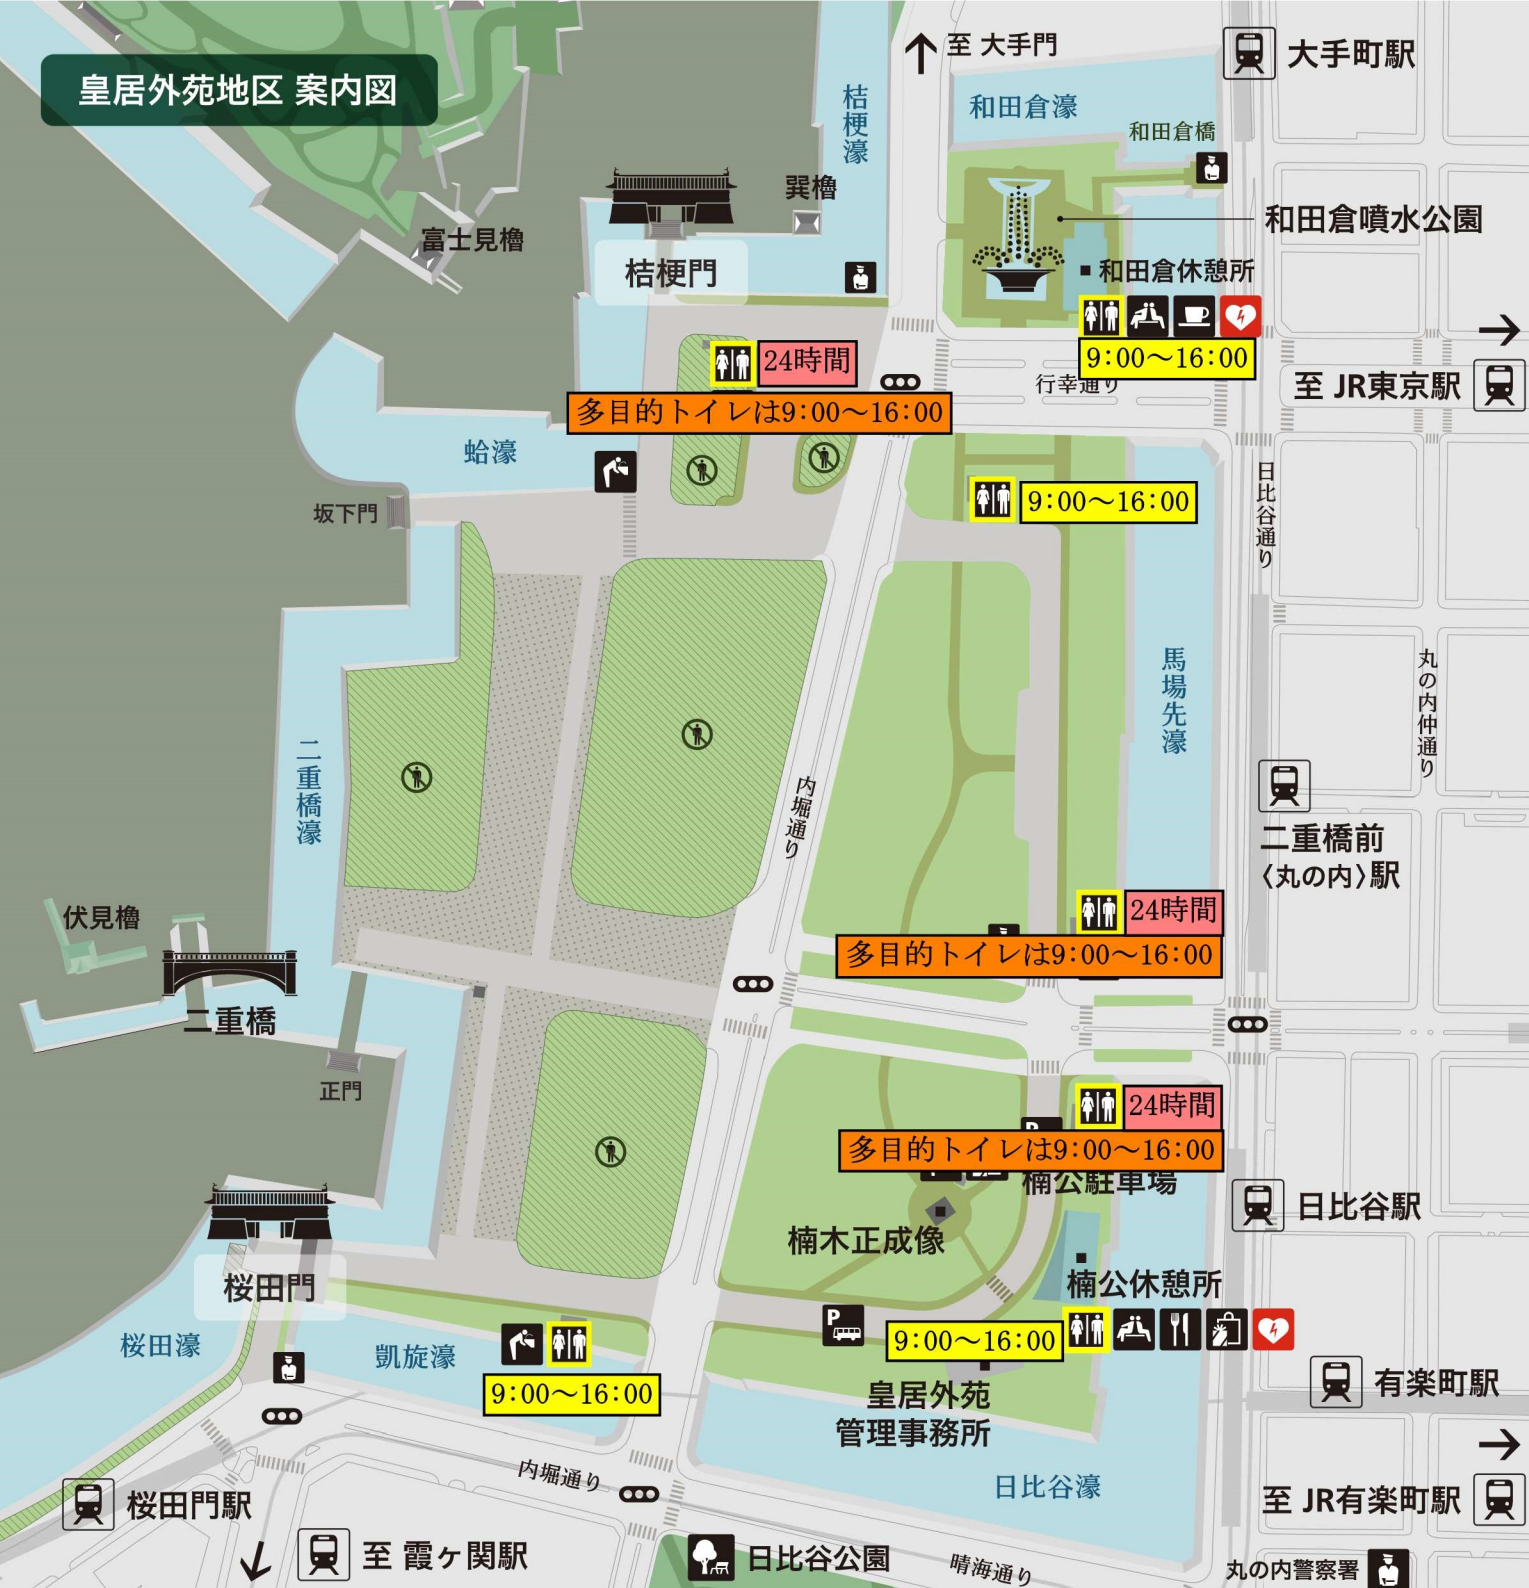 皇居外苑地区 案内図
至 大手門
大手町駅
桔梗濠
和田倉濠
和田倉橋
巽櫓
富士見櫓
桔梗門
和田倉噴水公園
和田倉休憩所
9:00～16:00
24時間
多目的トイレは9:00～16:00
行幸通り
至 JR東京駅
蛤濠
坂下門
9:00～16:00
日比谷通り
馬場先濠
丸の内仲通り
二重橋濠
内堀通り
二重橋前
〈丸の内〉駅
伏見櫓
24時間
多目的トイレは9:00～16:00
二重橋
正門
24時間
多目的トイレは9:00～16:00
楠公駐車場
日比谷駅
楠木正成像
桜田門
楠公休憩所
P
9:00～16:00
桜田濠
凱旋濠
9:00～16:00
皇居外苑
管理事務所
有楽町駅
内堀通り
日比谷濠
桜田門駅
至 JR有楽町駅
至 霞ヶ関駅
日比谷公園
晴海通り
丸の内警察署